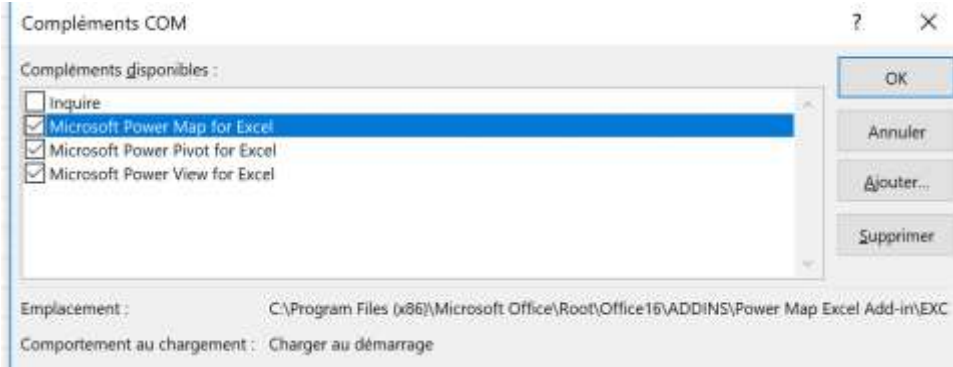 Compléments COM ? ×
Compléments disponibles :
OK
Inquire
Microsoft Power Map for Excel
Annuler
Microsoft Power Pivot for Excel
Microsoft Power View for Excel
Ajouter...
Supprimer
Emplacement : C:\Program Files (x86)\Microsoft Office\Root\Office16\ADDINS\Power Map Excel Add-in\EXC
Comportement au chargement : Charger au démarrage